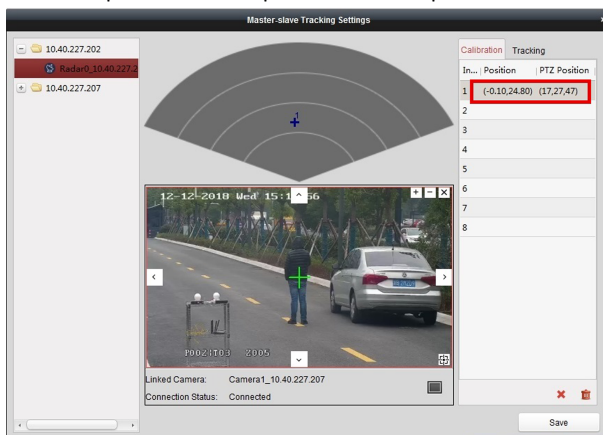 Master-slave Tracking Settings
10.40.227.202
Radar0_10.40.227.2
10.40.227.207
1
12-12-2018 Wed 15:1 56
Linked Camera: Camera1_10.40.227.207
Connection Status: Connected
Calibration Tracking
In... Position PTZ Position
1 (-0.10,24.80) (17,27,47)
2
3
4
5
6
7
8
Save